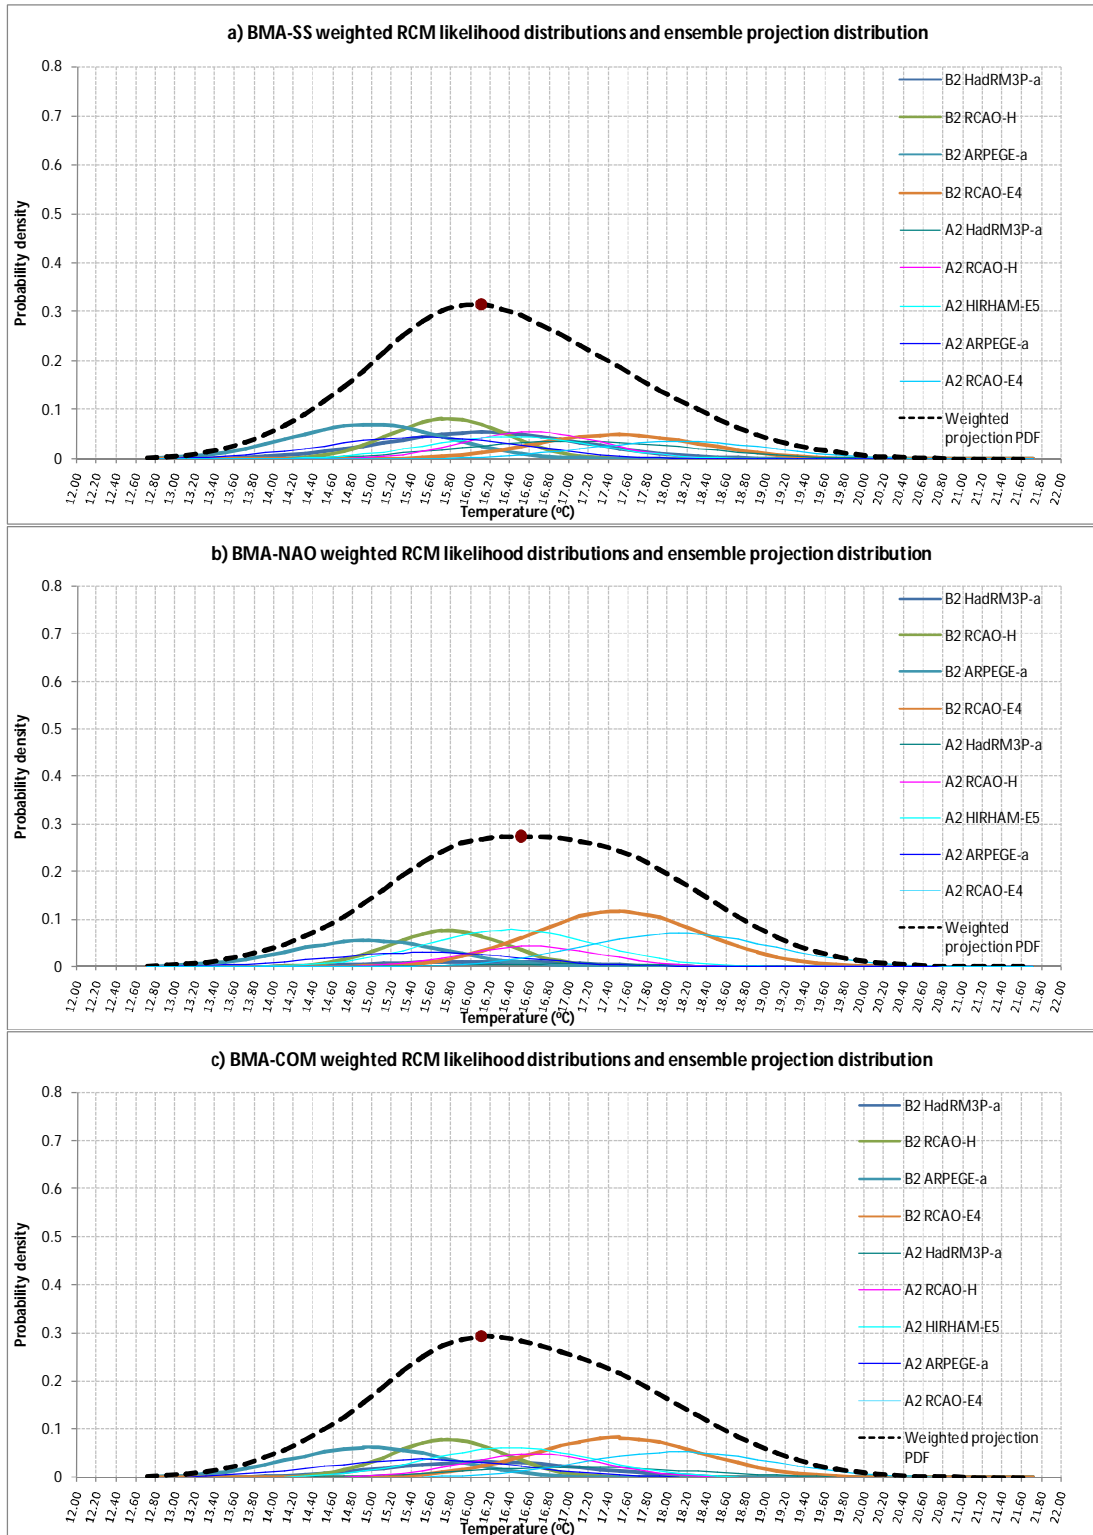 a) BMA-SS weighted RCM likelihood distributions and ensemble projection distribution
0.8
0.7
0.6
0.5
0.4
0.3
0.2
0.1
0
Probability density
B2 HadRM3P-a
B2 RCAO-H
B2 ARPEGE-a
B2 RCAO-E4
A2 HadRM3P-a
A2 RCAO-H
A2 HIRHAM-E5
A2 ARPEGE-a
A2 RCAO-E4
Weighted
projection PDF
12.00 12.20 12.40 12.60 12.80 13.00 13.20 13.40 13.60 13.80 14.00 14.20 14.40 14.60 14.80 15.00 15.20 15.40 15.60 15.80 16.00 16.20 16.40 16.60 16.80 17.00 17.20 17.40 17.60 17.80 18.00 18.20 18.40 18.60 18.80 19.00 19.20 19.40 19.60 19.80 20.00 20.20 20.40 20.60 20.80 21.00 21.20 21.40 21.60 21.80 22.00
Temperature (ºC)
b) BMA-NAO weighted RCM likelihood distributions and ensemble projection distribution
0.8
0.7
0.6
0.5
0.4
0.3
0.2
0.1
0
Probability density
B2 HadRM3P-a
B2 RCAO-H
B2 ARPEGE-a
B2 RCAO-E4
A2 HadRM3P-a
A2 RCAO-H
A2 HIRHAM-E5
A2 ARPEGE-a
A2 RCAO-E4
Weighted
projection PDF
12.00 12.20 12.40 12.60 12.80 13.00 13.20 13.40 13.60 13.80 14.00 14.20 14.40 14.60 14.80 15.00 15.20 15.40 15.60 15.80 16.00 16.20 16.40 16.60 16.80 17.00 17.20 17.40 17.60 17.80 18.00 18.20 18.40 18.60 18.80 19.00 19.20 19.40 19.60 19.80 20.00 20.20 20.40 20.60 20.80 21.00 21.20 21.40 21.60 21.80 22.00
Temperature (ºC)
c) BMA-COM weighted RCM likelihood distributions and ensemble projection distribution
0.8
0.7
0.6
0.5
0.4
0.3
0.2
0.1
0
Probability density
B2 HadRM3P-a
B2 RCAO-H
B2 ARPEGE-a
B2 RCAO-E4
A2 HadRM3P-a
A2 RCAO-H
A2 HIRHAM-E5
A2 ARPEGE-a
A2 RCAO-E4
Weighted projection
PDF
12.00 12.20 12.40 12.60 12.80 13.00 13.20 13.40 13.60 13.80 14.00 14.20 14.40 14.60 14.80 15.00 15.20 15.40 15.60 15.80 16.00 16.20 16.40 16.60 16.80 17.00 17.20 17.40 17.60 17.80 18.00 18.20 18.40 18.60 18.80 19.00 19.20 19.40 19.60 19.80 20.00 20.20 20.40 20.60 20.80 21.00 21.20 21.40 21.60 21.80 22.00
Temperature (ºC)